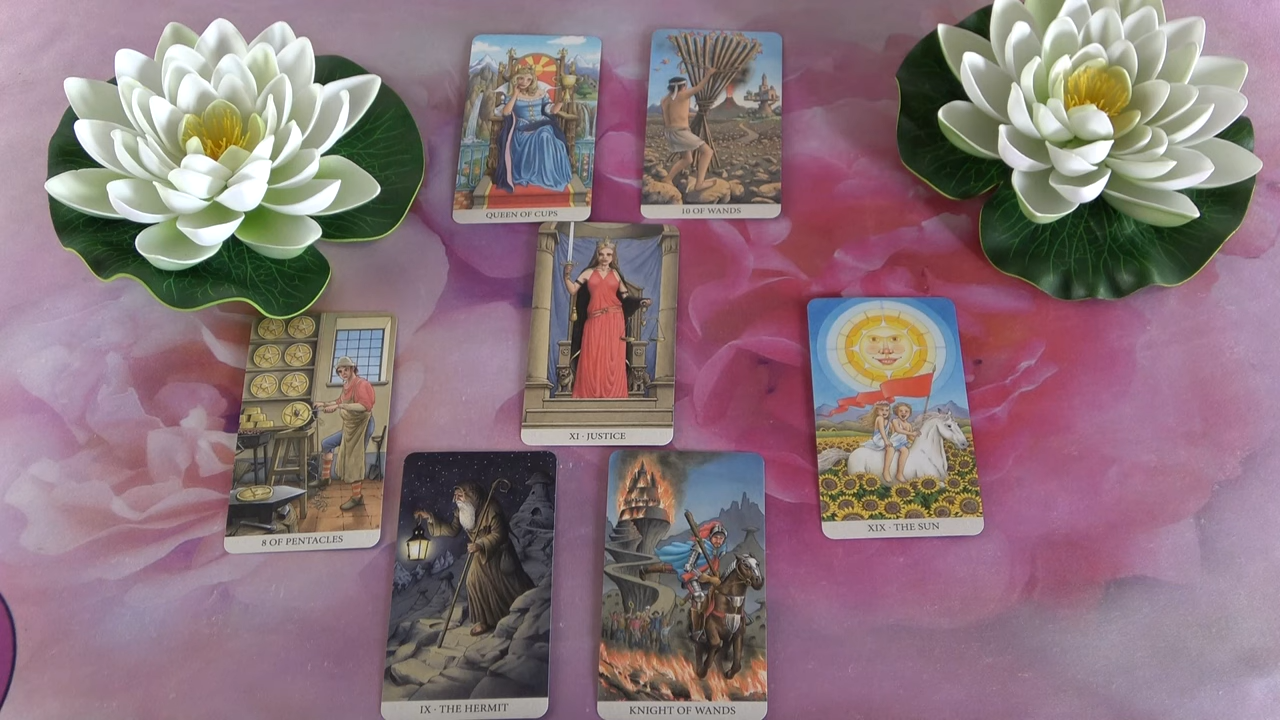 QUEEN OF CUPS
10 OF WANDS
XI · JUSTICE
XIX · THE SUN
8 OF PENTACLES
IX · THE HERMIT
KNIGHT OF WANDS